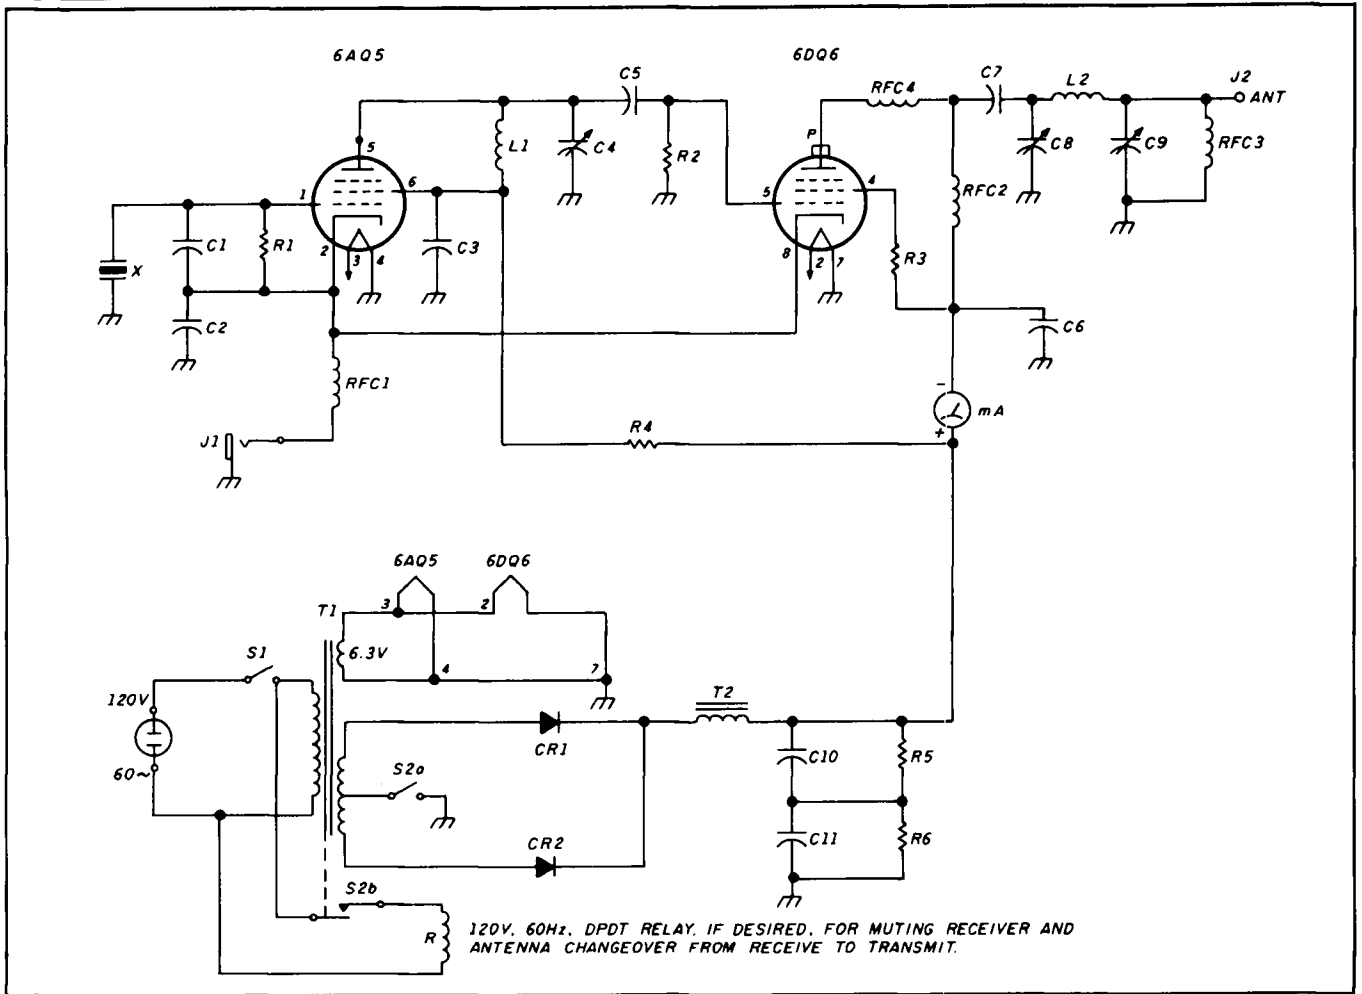 6AQ5
6DQ6
C5
RFC4
C7
L2
J2
ANT
5
L1
C4
R2
P
C8
C9
RFC3
1
6
5
4
RFC2
X
C1
R1
2
3
4
C3
8
2
7
R3
C2
C6
RFC1
-
mA
+
J1
R4
6AQ5
6DQ6
T1
3
2
6.3V
4
7
S1
120V
60~
T2
CR1
S2a
C10
R5
CR2
C11
R6
S2b
R
120V, 60Hz, DPDT RELAY, IF DESIRED, FOR MUTING RECEIVER AND
ANTENNA CHANGEOVER FROM RECEIVE TO TRANSMIT.